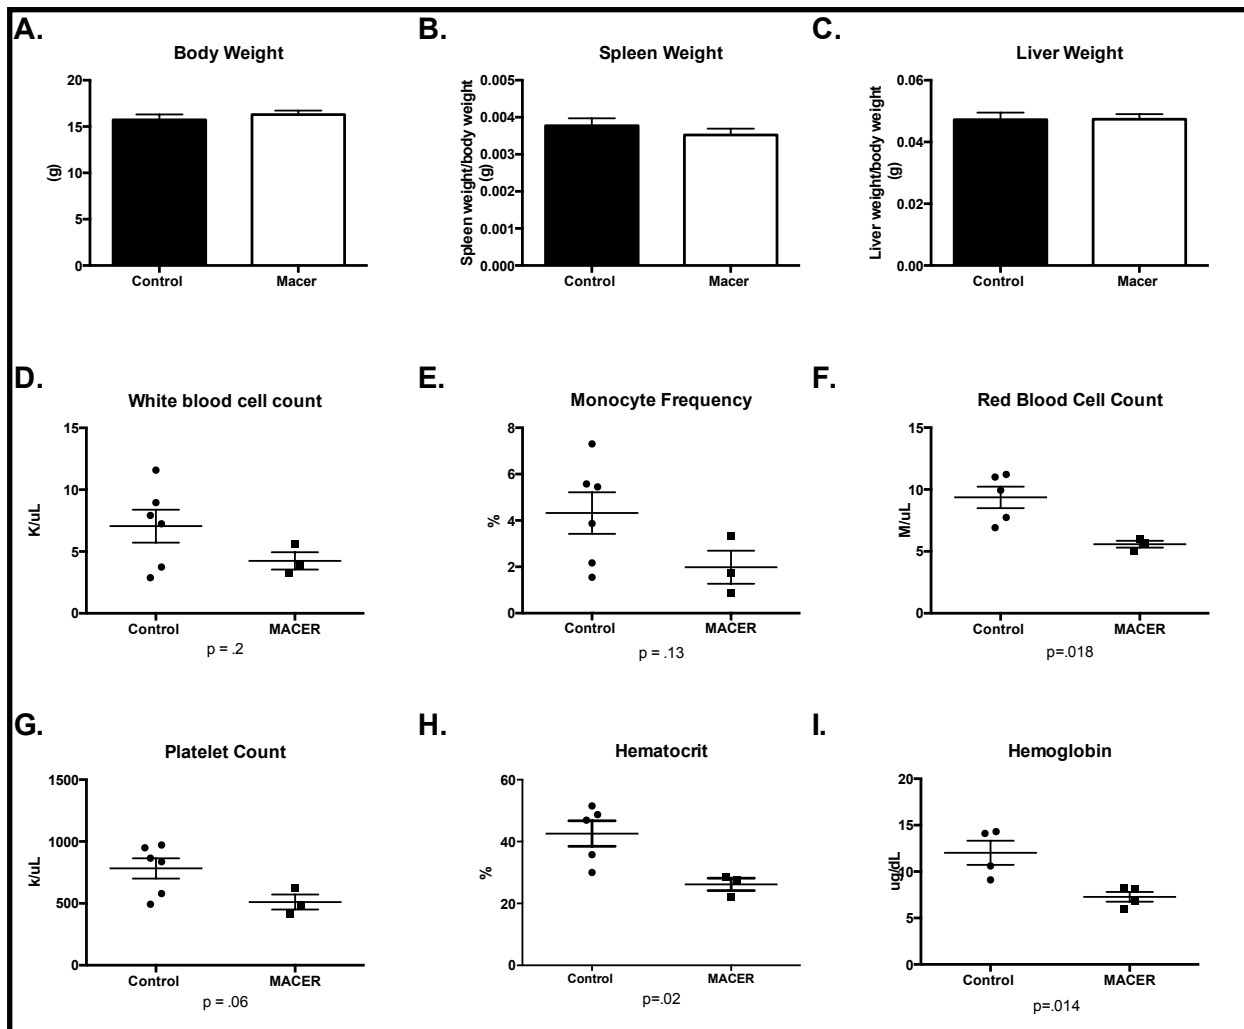 A.
Body Weight
20
15
10
5
0
(g)
Control
Macer
B.
Spleen Weight
0.005
0.004
0.003
0.002
0.001
0.000
Spleen weight/body weight
(g)
Control
Macer
C.
Liver Weight
0.06
0.04
0.02
0.00
Liver weight/body weight
(g)
Control
Macer
D.
White blood cell count
15
10
5
0
K/uL
Control
MACER
p = .2
E.
Monocyte Frequency
8
6
4
2
0
%
Control
MACER
p = .13
F.
Red Blood Cell Count
15
10
5
0
M/uL
Control
MACER
p=.018
G.
Platelet Count
1500
1000
500
0
k/uL
Control
MACER
p = .06
H.
Hematocrit
60
40
20
0
%
Control
MACER
p=.02
I.
Hemoglobin
20
15
10
5
0
ug/dL
Control
MACER
p=.014